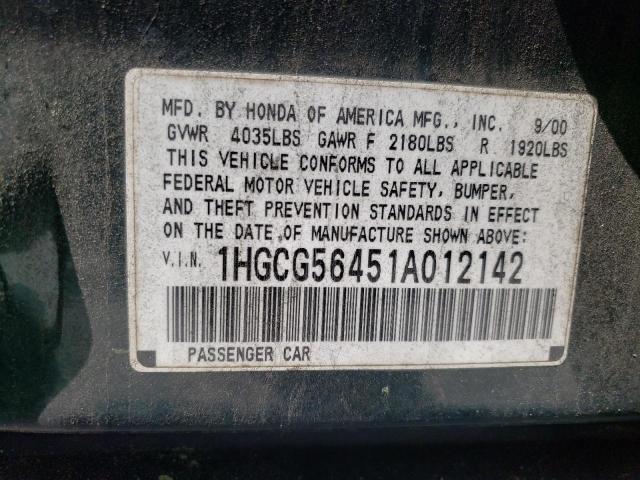 MFD. BY HONDA OF AMERICA MFG., INC. 9/00
GVWR 4035LBS GAWR F 2180LBS R 1920LBS
THIS VEHICLE CONFORMS TO ALL APPLICABLE
FEDERAL MOTOR VEHICLE SAFETY, BUMPER,
AND THEFT PREVENTION STANDARDS IN EFFECT
ON THE DATE OF MANUFACTURE SHOWN ABOVE:
V.I.N. 1HGCG56451A012142
PASSENGER CAR